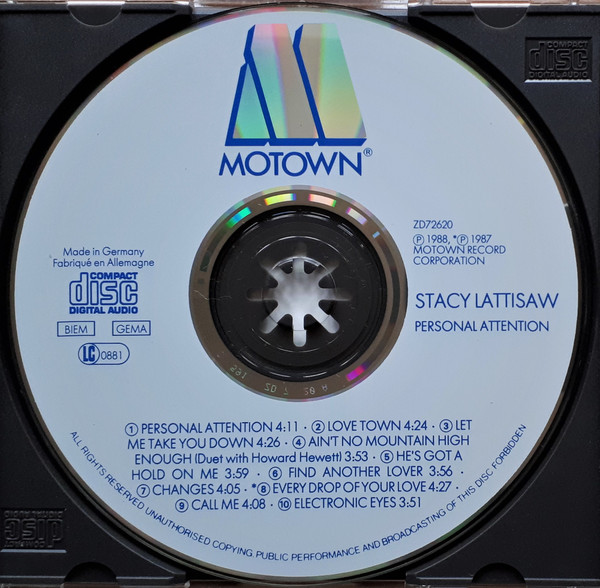 MOTOWN®
COMPACT
disc
DIGITAL AUDIO
ZD72620
Ⓟ 1988, *Ⓟ 1987
MOTOWN RECORD
CORPORATION
Made in Germany
Fabriqué en Allemagne
COMPACT
disc
DIGITAL AUDIO
BIEM GEMA
LC 0881
STACY LATTISAW
PERSONAL ATTENTION
① PERSONAL ATTENTION 4:11 · ② LOVE TOWN 4:24 · ③ LET
ME TAKE YOU DOWN 4:26 · ④ AIN'T NO MOUNTAIN HIGH
ENOUGH (Duet with Howard Hewett) 3:53 · ⑤ HE'S GOT A
HOLD ON ME 3:59 · ⑥ FIND ANOTHER LOVER 3:56 ·
⑦ CHANGES 4:05 · *⑧ EVERY DROP OF YOUR LOVE 4:27 ·
⑨ CALL ME 4:08 · ⑩ ELECTRONIC EYES 3:51
ALL RIGHTS RESERVED UNAUTHORISED COPYING, PUBLIC PERFORMANCE AND BROADCASTING OF THIS DISC FORBIDDEN
COMPACT
disc
DIGITAL AUDIO